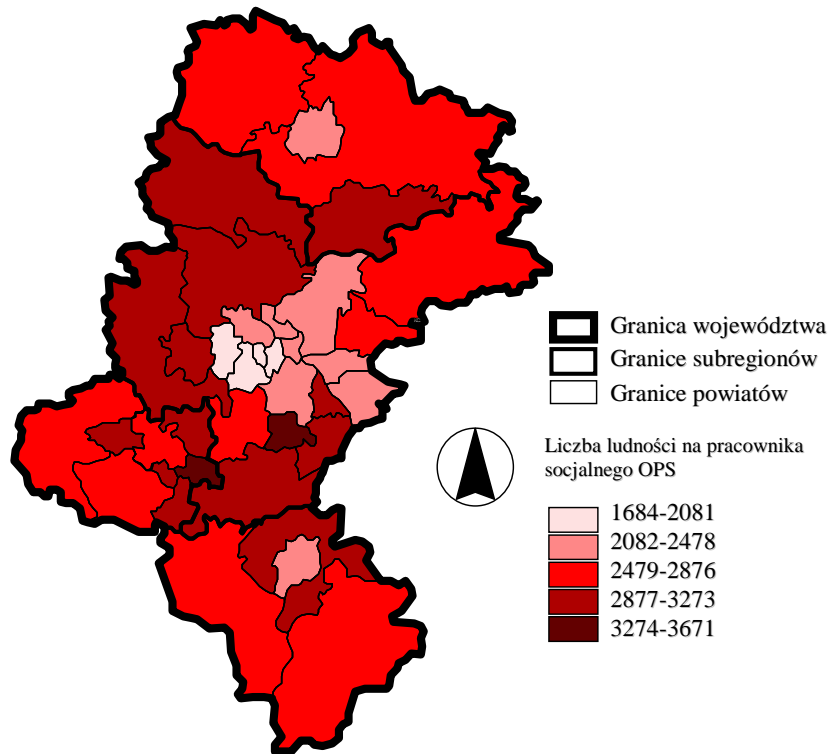 Granica województwa
Granice subregionów
Granice powiatów
Liczba ludności na pracownika
socjalnego OPS
1684-2081
2082-2478
2479-2876
2877-3273
3274-3671